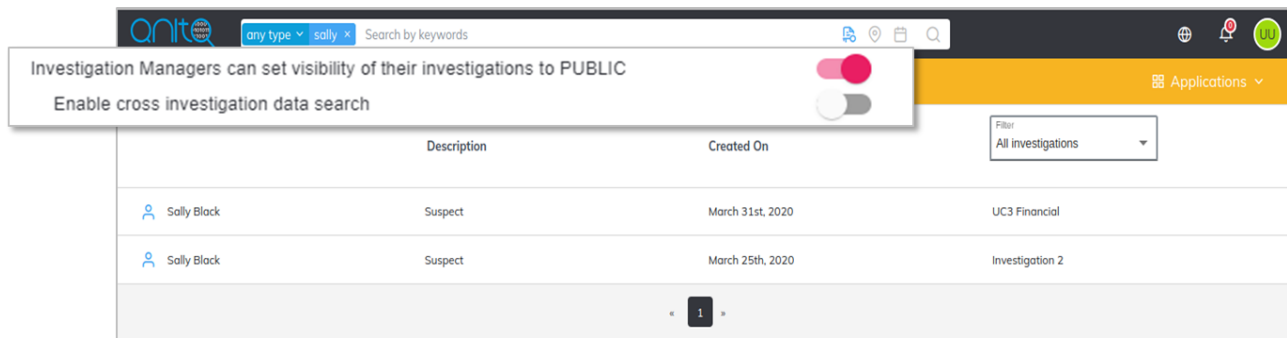 anita
any type sally × Search by keywords
0
UU
Investigation Managers can set visibility of their investigations to PUBLIC
Enable cross investigation data search
Applications
Filter
Description Created On All investigations
Sally Black Suspect March 31st, 2020 UC3 Financial
Sally Black Suspect March 25th, 2020 Investigation 2
« 1 »